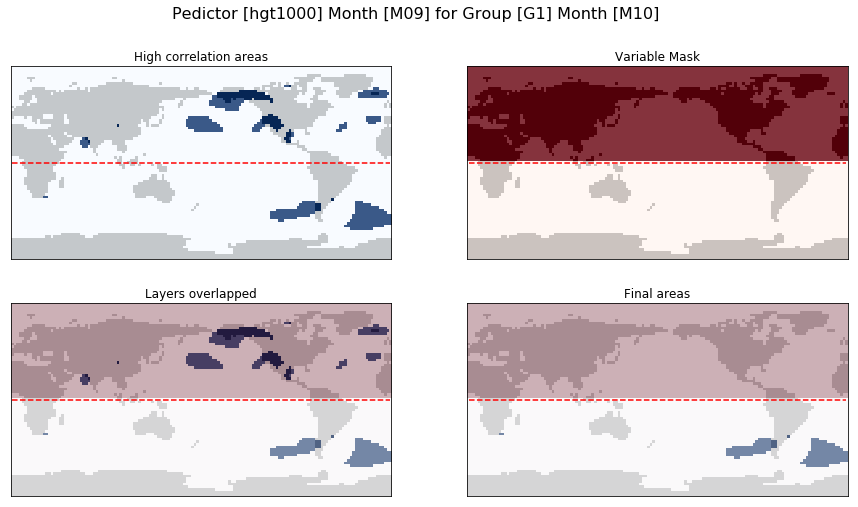 Pedictor [hgt1000] Month [M09] for Group [G1] Month [M10]
High correlation areas
Variable Mask
Layers overlapped
Final areas